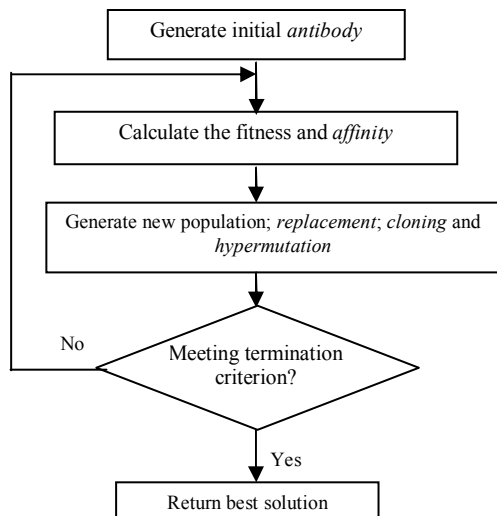 Generate initial antibody
Calculate the fitness and affinity
Generate new population; replacement; cloning and
hypermutation
No
Meeting termination
criterion?
Yes
Return best solution